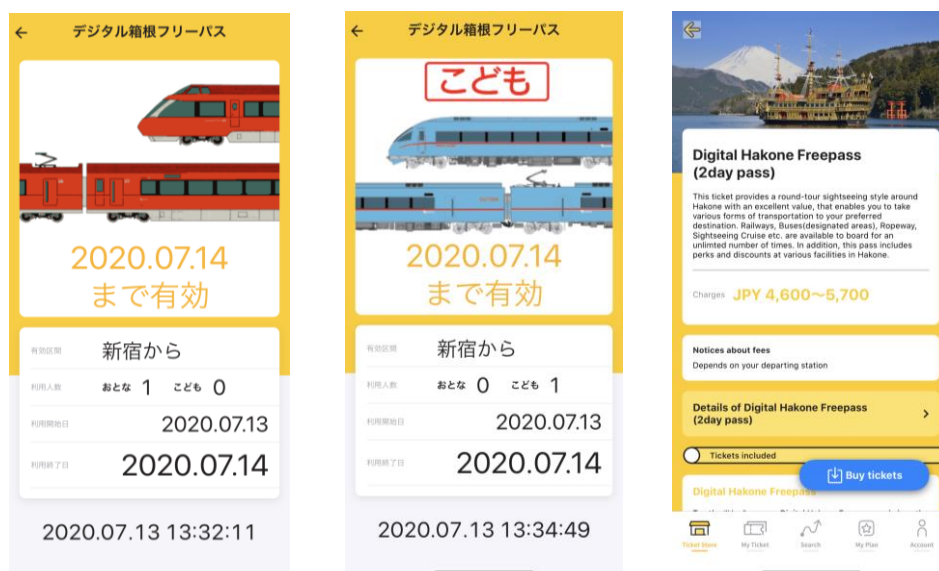 デジタル箱根フリーパス
2020.07.14
まで有効
有効区間 新宿から
利用人数 おとな 1 こども 0
利用開始日 2020.07.13
利用終了日 2020.07.14
2020.07.13 13:32:11
デジタル箱根フリーパス
こども
2020.07.14
まで有効
有効区間 新宿から
利用人数 おとな 0 こども 1
利用開始日 2020.07.13
利用終了日 2020.07.14
2020.07.13 13:34:49
Digital Hakone Freepass
(2day pass)
This ticket provides a round-tour sightseeing style around
Hakone with an excellent value, that enables you to take
various forms of transportation to your preferred
destination. Railways, Buses(designated areas), Ropeway,
Sightseeing Cruise etc. are available to board for an
unlimted number of times. In addition, this pass includes
perks and discounts at various facilities in Hakone.
Charges JPY 4,600～5,700
Notices about fees
Depends on your departing station
Details of Digital Hakone Freepass
(2day pass)
Tickets included
Buy tickets
Digital Hakone Freepass
Ticket Store My Ticket Search My Plan Account